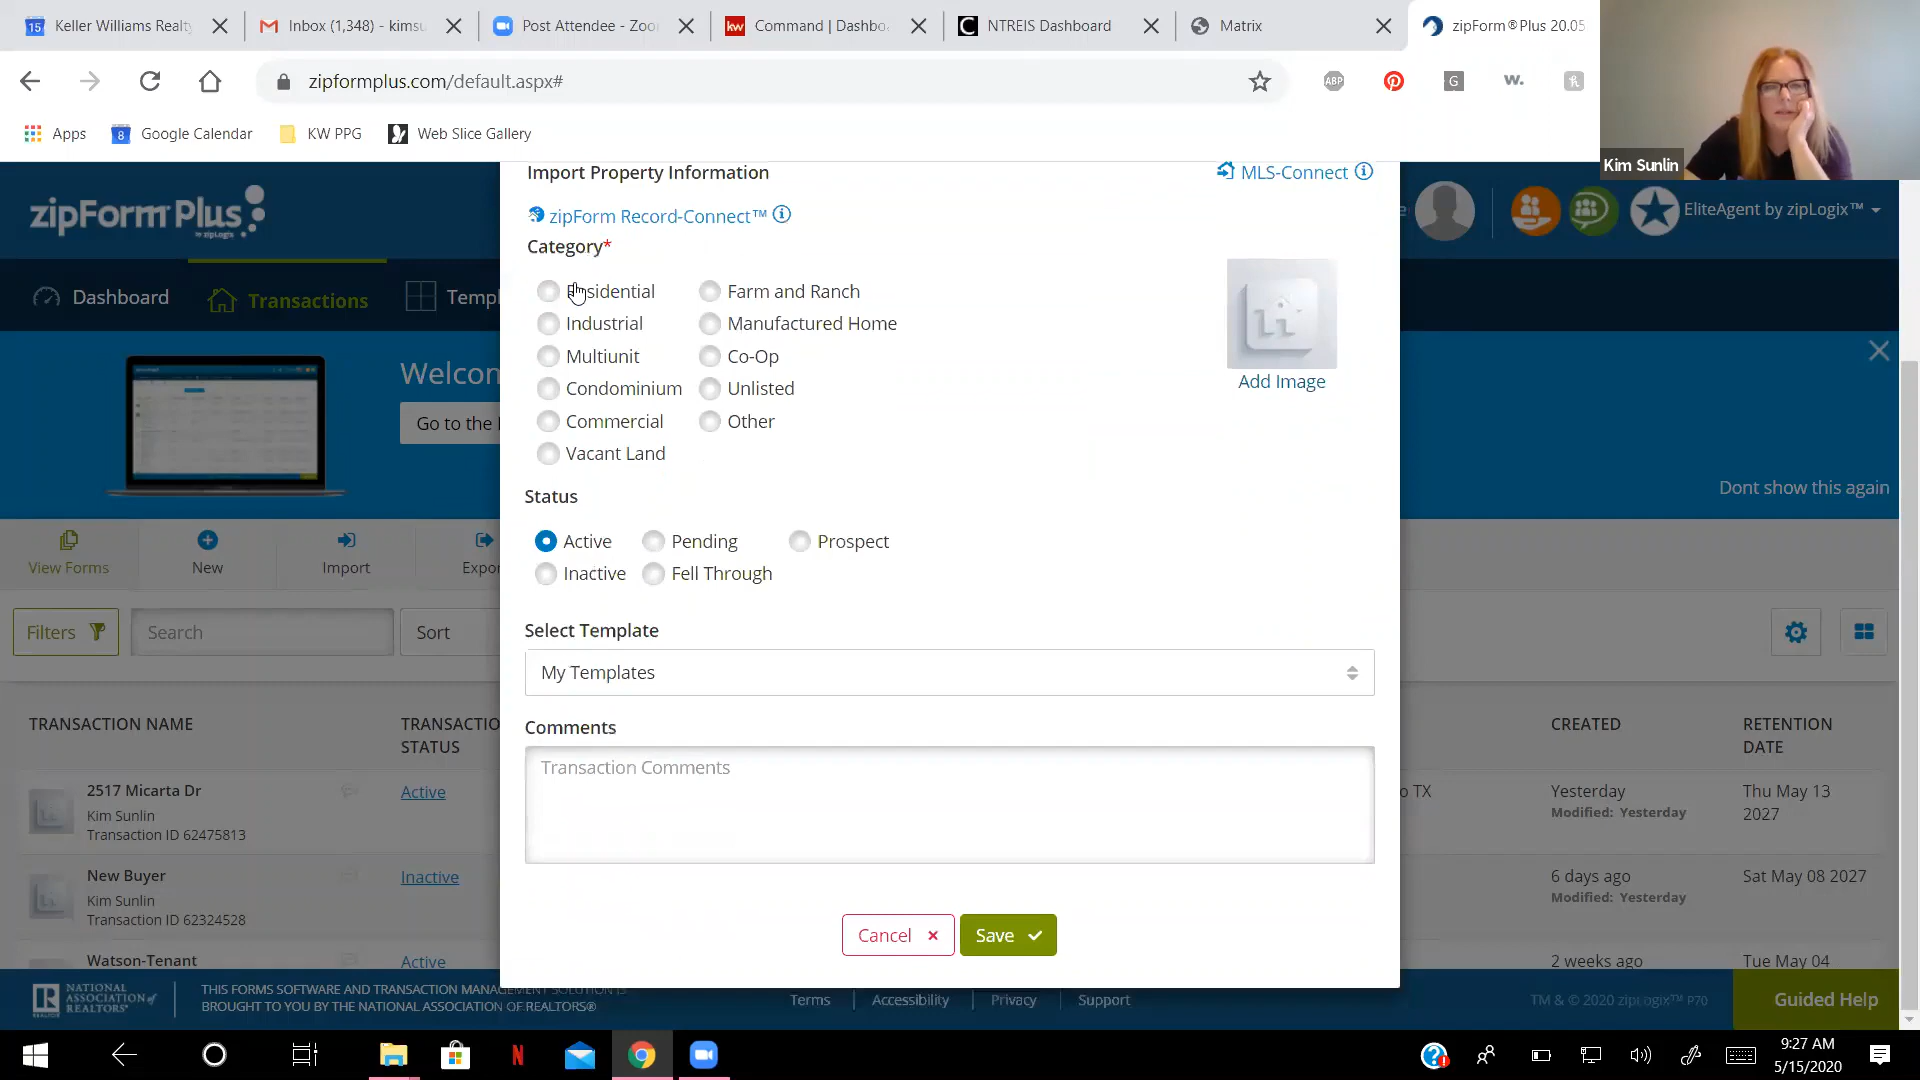 Keller Williams Realty
Inbox (1,348) - kimsu
Post Attendee - Zoo
Command | Dashbo
NTREIS Dashboard
Matrix
zipForm®Plus 20.05
zipformplus.com/default.aspx#
Apps
Google Calendar
KW PPG
Web Slice Gallery
Kim Sunlin
Import Property Information
MLS-Connect
zipForm Record-Connect™
Category*
Residential
Farm and Ranch
Industrial
Manufactured Home
Multiunit
Co-Op
Condominium
Unlisted
Commercial
Other
Vacant Land
Add Image
Status
Active
Pending
Prospect
Inactive
Fell Through
Select Template
My Templates
Comments
Transaction Comments
Cancel
Save
zipForm Plus
by zipLogix
EliteAgent by zipLogix™
Dashboard
Transactions
Templ
Welcom
Go to the
Dont show this again
View Forms
New
Import
Expor
Filters
Search
Sort
TRANSACTION NAME
TRANSACTIO
STATUS
CREATED
RETENTION
DATE
2517 Micarta Dr
Kim Sunlin
Transaction ID 62475813
Active
o TX
Yesterday
Modified: Yesterday
Thu May 13
2027
New Buyer
Kim Sunlin
Transaction ID 62324528
Inactive
6 days ago
Modified: Yesterday
Sat May 08 2027
Watson-Tenant
Active
2 weeks ago
Tue May 04
NATIONAL
ASSOCIATION of
REALTORS®
THIS FORMS SOFTWARE AND TRANSACTION MANAGEMENT SOLUTION IS
BROUGHT TO YOU BY THE NATIONAL ASSOCIATION OF REALTORS®
Terms
Accessibility
Privacy
Support
TM & © 2020 zipLogix™ P70
Guided Help
9:27 AM
5/15/2020